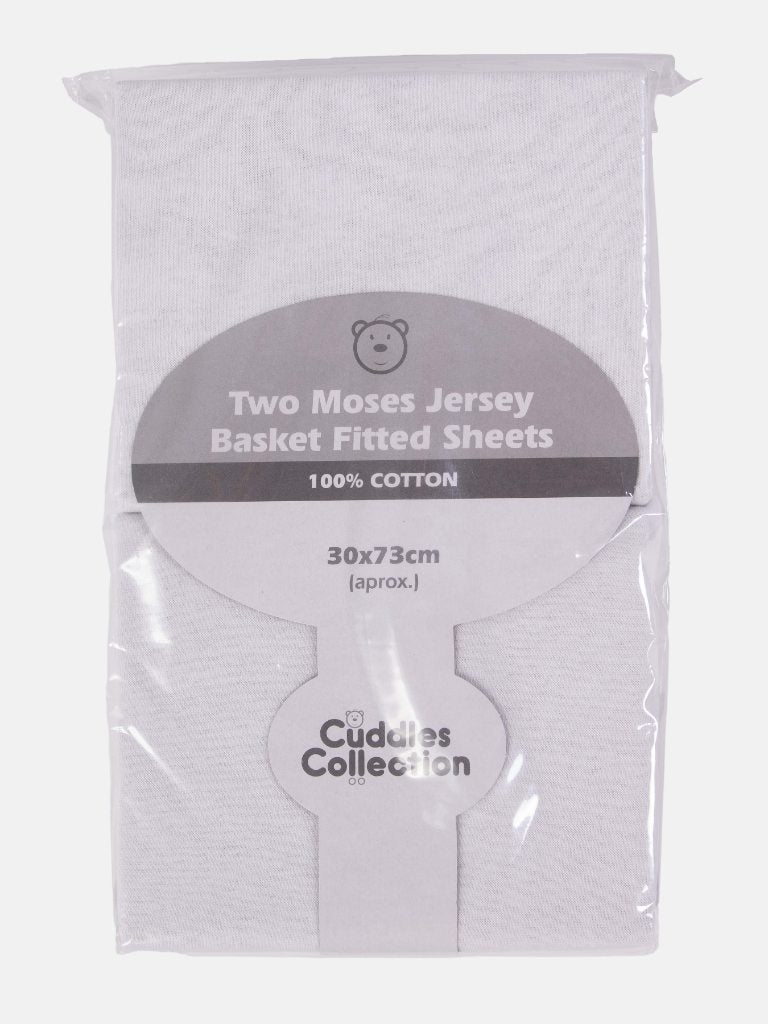 Two Moses Jersey
Basket Fitted Sheets
100% COTTON
30x73cm
(aprox.)
Cuddles
Collection